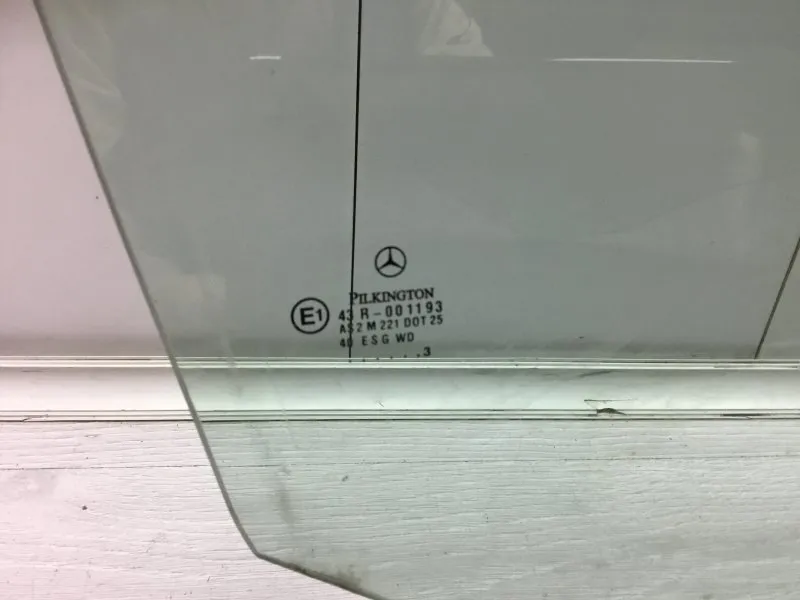 PILKINGTON
E1
43 R-001193
AS2 M 221 DOT 25
40 ESG WD
. . . . . . 3